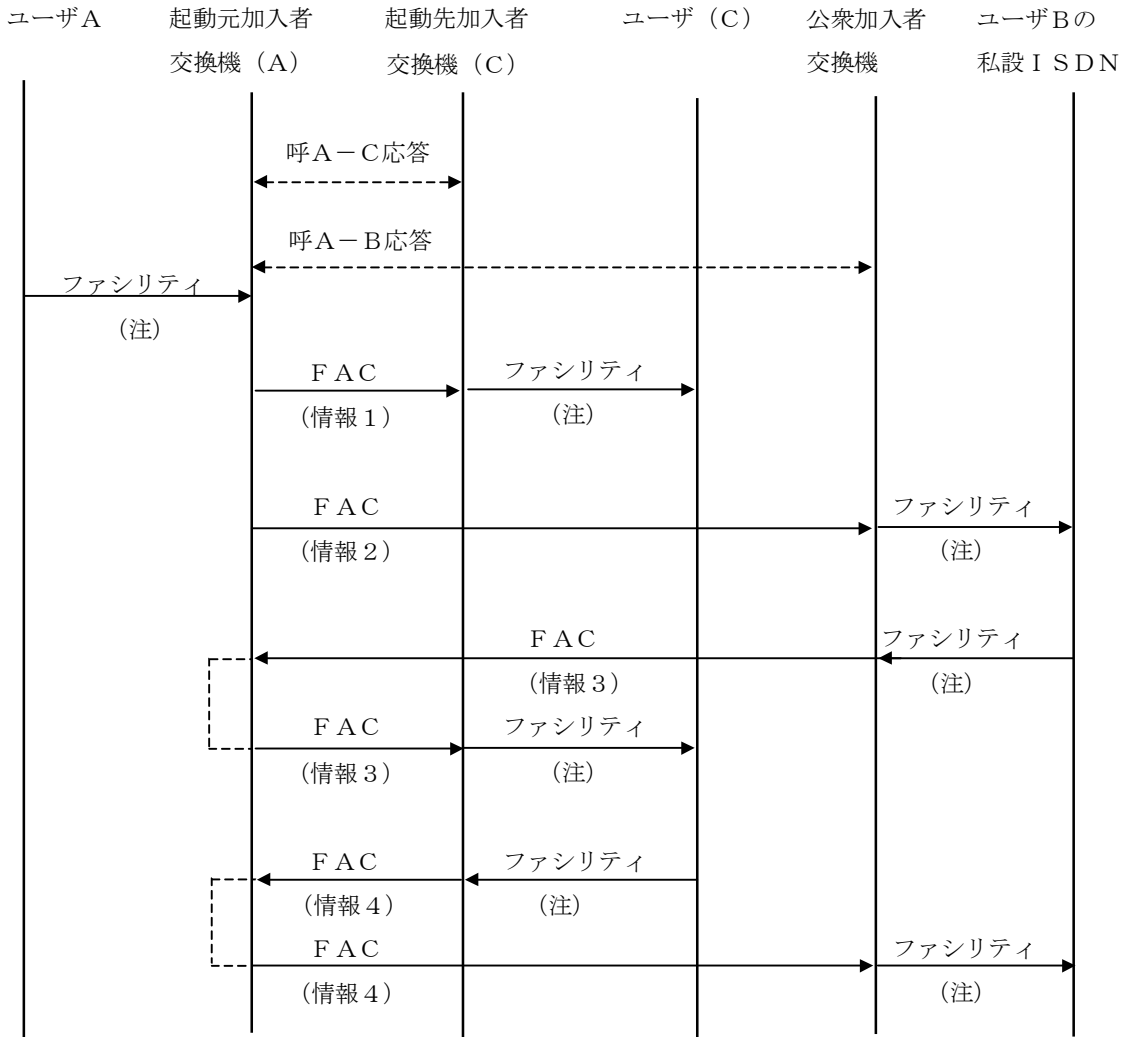 ユーザA 起動元加入者 起動先加入者 ユーザ（C） 公衆加入者 ユーザBの
交換機（A） 交換機（C） 交換機 私設ISDN
呼A－C応答
呼A－B応答
ファシリティ
（注）
FAC ファシリティ
（情報1） （注）
FAC ファシリティ
（情報2） （注）
FAC ファシリティ
（情報3） （注）
FAC ファシリティ
（情報3） （注）
FAC ファシリティ
（情報4） （注）
FAC ファシリティ
（情報4） （注）